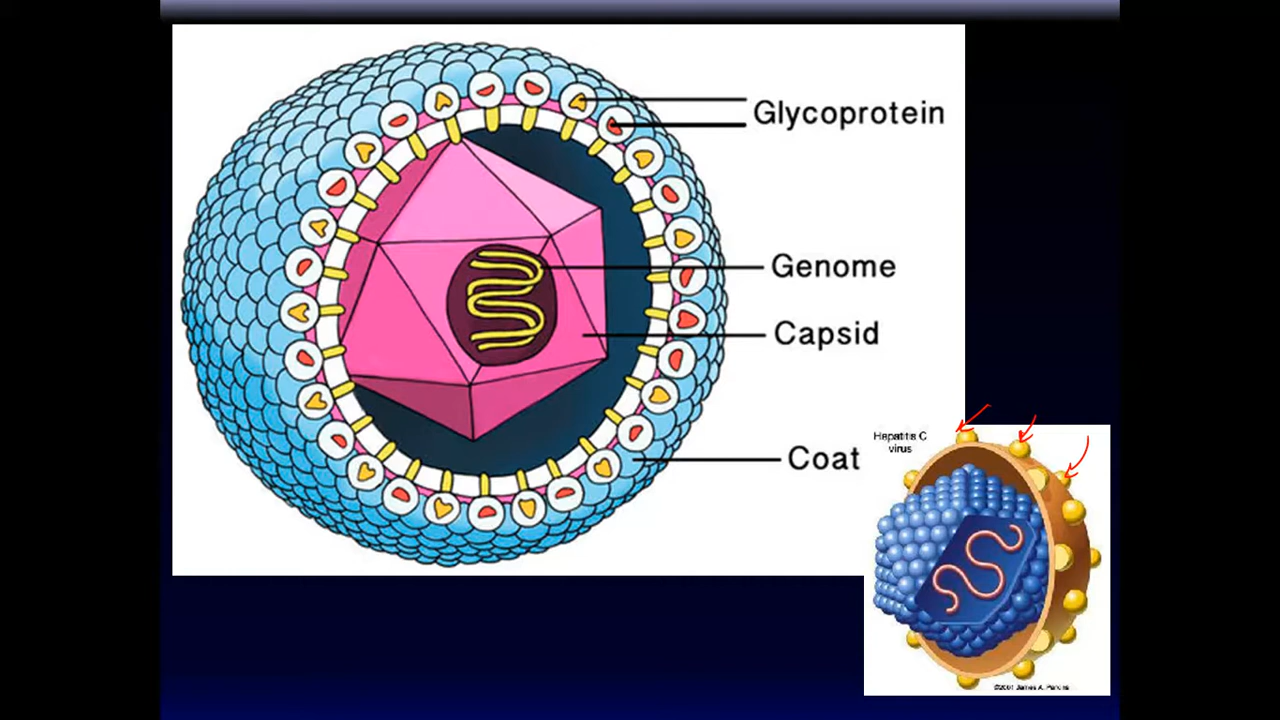 Glycoprotein
Genome
Capsid
Coat
Hepatitis C
virus
©2001 James A. Perkins